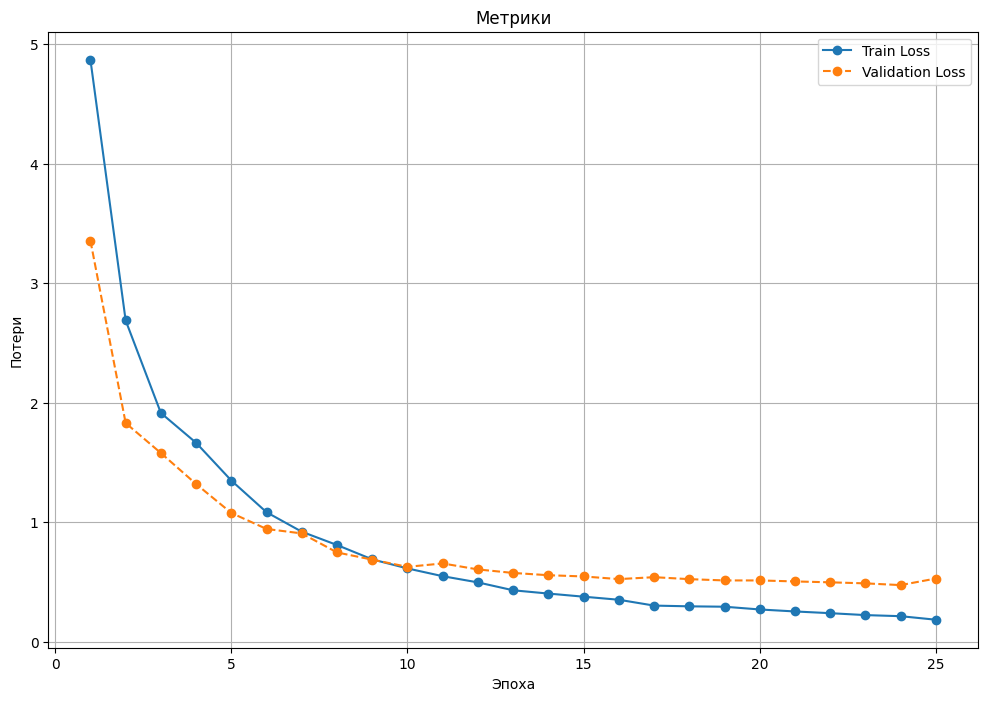 Метрики
Train Loss
Validation Loss
Потери
5
4
3
2
1
0
0 5 10 15 20 25
Эпоха